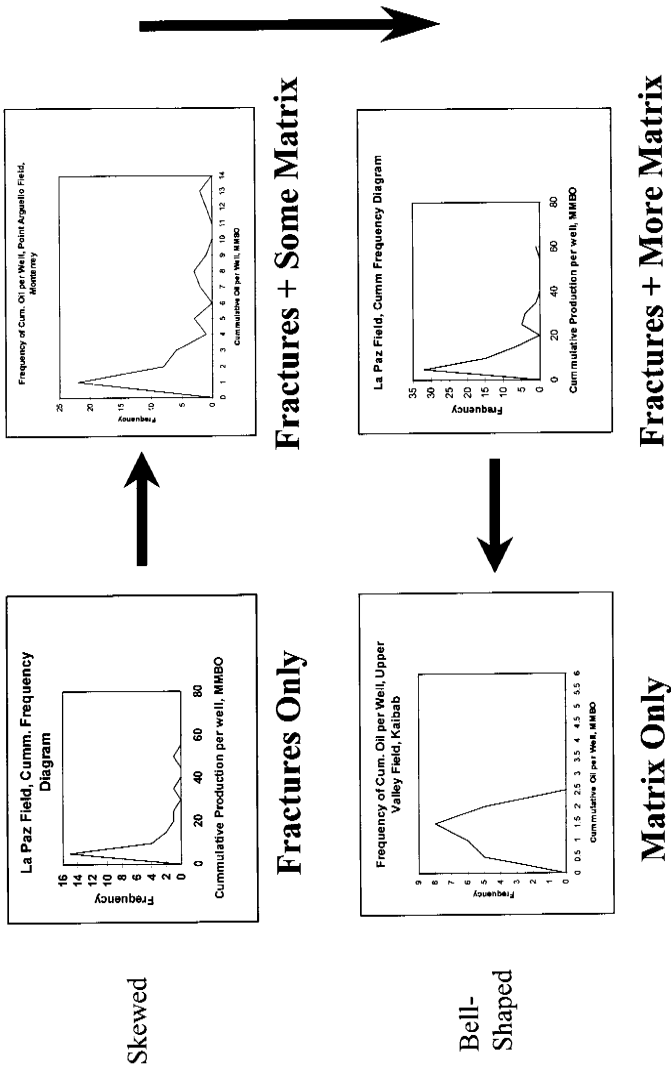 Skewed
La Paz Field, Cumm. Frequency
Diagram
Frequency
16
14
12
10
8
6
4
2
0
0 20 40 60 80
Cummulative Production per well, MMBO
Fractures Only
Frequency of Cum. Oil per Well, Point Arguello Field,
Monterrey
Frequency
25
20
15
10
5
0
0 1 2 3 4 5 6 7 8 9 10 11 12 13 14
Cummulative Oil per Well, MMBO
Fractures + Some Matrix
Bell-
Shaped
Frequency of Cum. Oil per Well, Upper
Valley Field, Kaibab
Frequency
9
8
7
6
5
4
3
2
1
0
0 0.5 1 1.5 2 2.5 3 3.5 4 4.5 5 5.5 6
Cummulative Oil per Well, MMBO
Matrix Only
La Paz Field, Cumm Frequency Diagram
Frequency
35
30
25
20
15
10
5
0
0 20 40 60 80
Cummulative Production per well, MMBO
Fractures + More Matrix